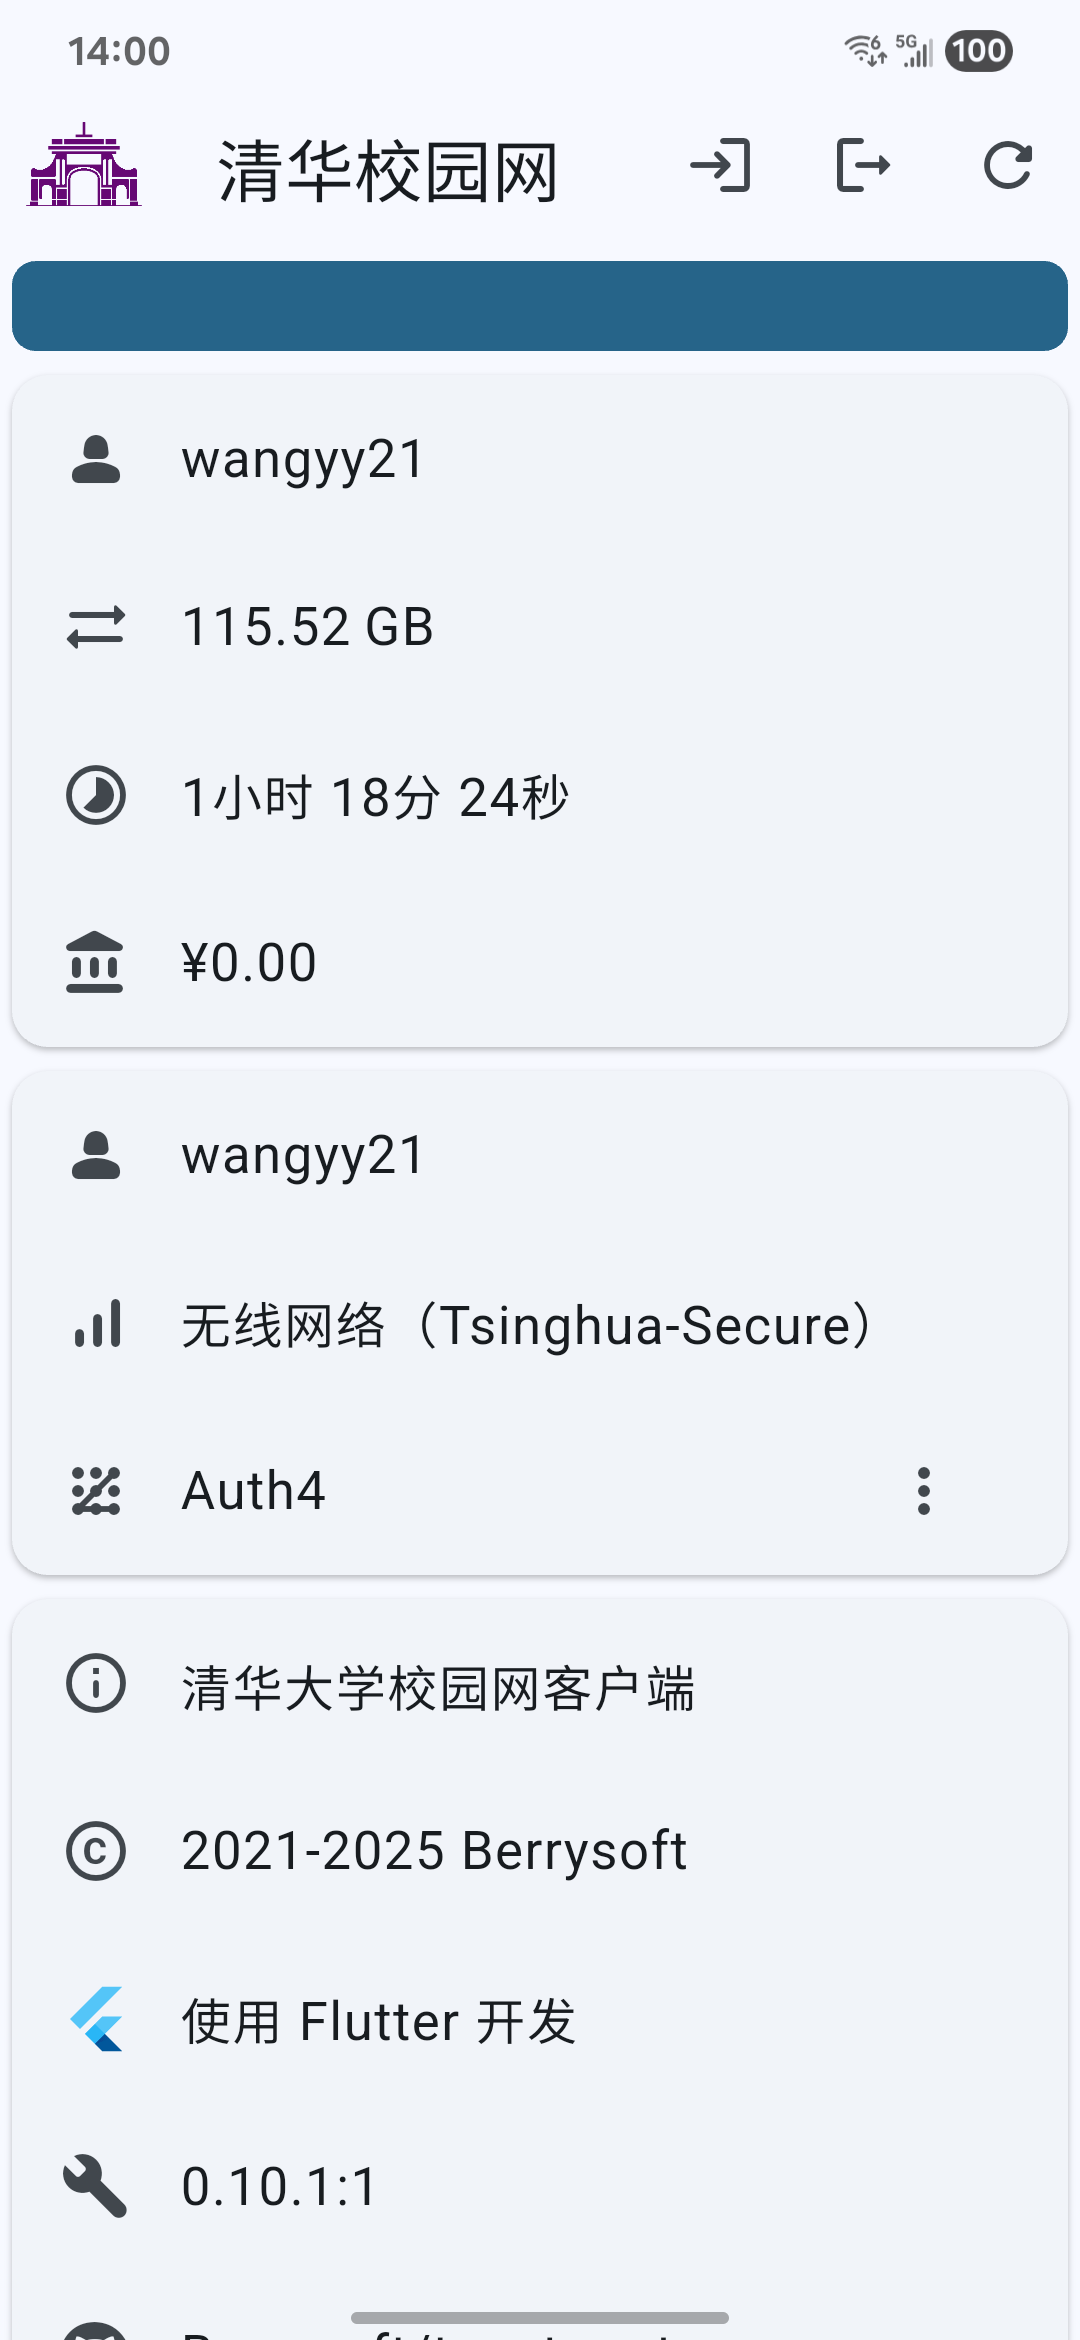 14:00
6 5G 100
清华校园网
wangyy21
115.52 GB
1小时 18分 24秒
¥0.00
wangyy21
无线网络（Tsinghua-Secure）
Auth4
清华大学校园网客户端
2021-2025 Berrysoft
使用 Flutter 开发
0.10.1:1